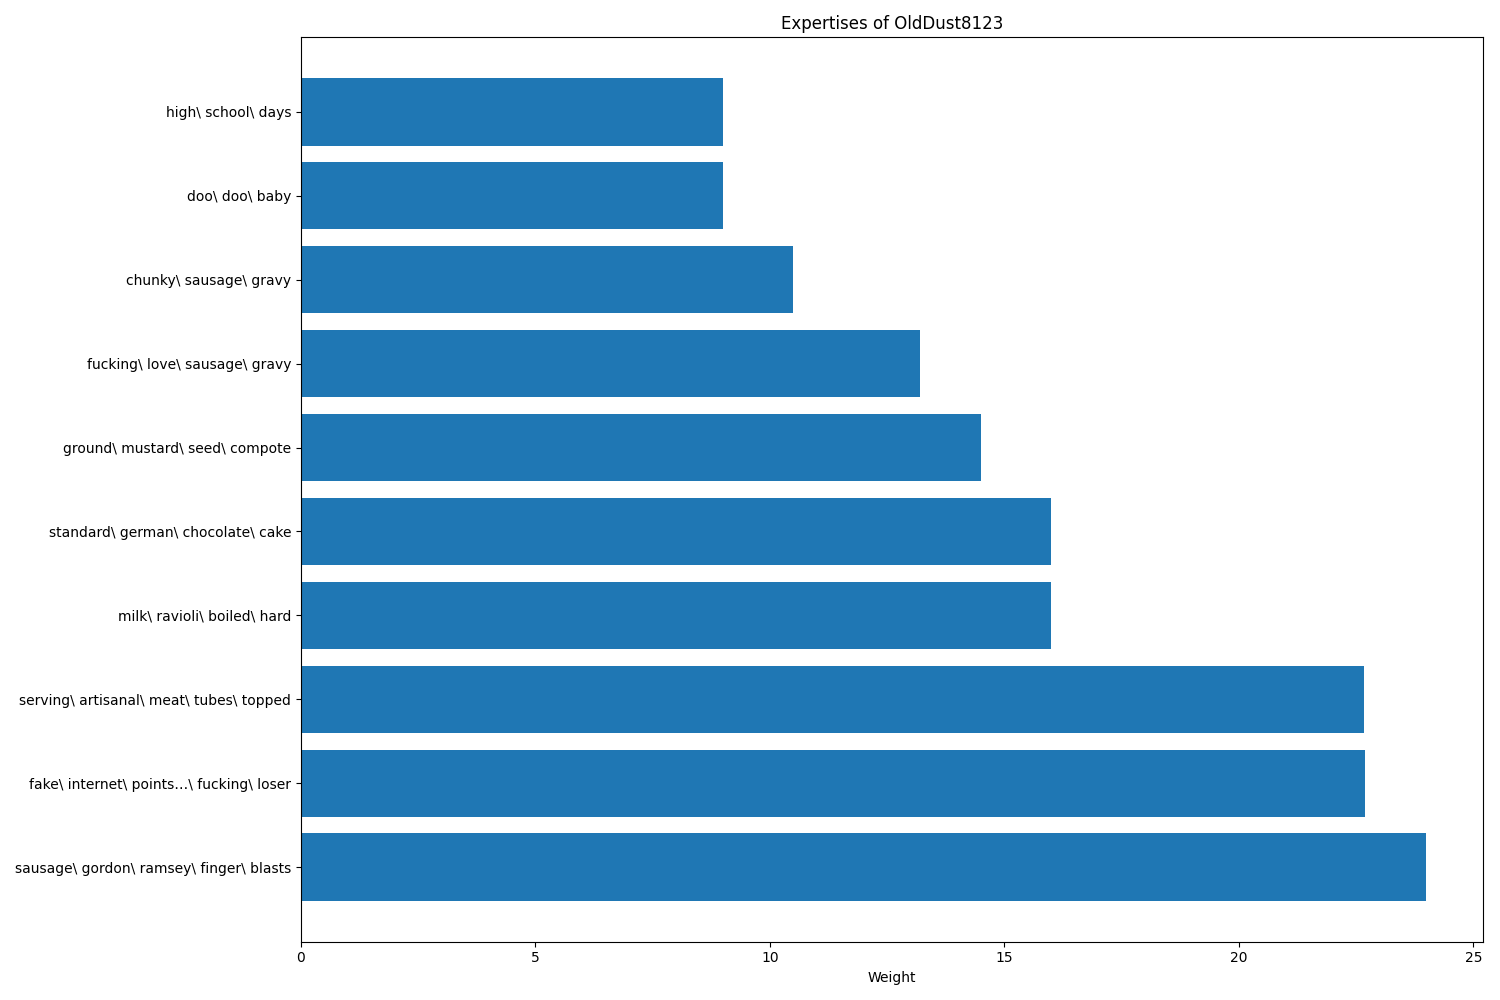 Expertises of OldDust8123
high\ school\ days
doo\ doo\ baby
chunky\ sausage\ gravy
fucking\ love\ sausage\ gravy
ground\ mustard\ seed\ compote
standard\ german\ chocolate\ cake
milk\ ravioli\ boiled\ hard
serving\ artisanal\ meat\ tubes\ topped
fake\ internet\ points...\ fucking\ loser
sausage\ gordon\ ramsey\ finger\ blasts
0 5 10 15 20 25
Weight